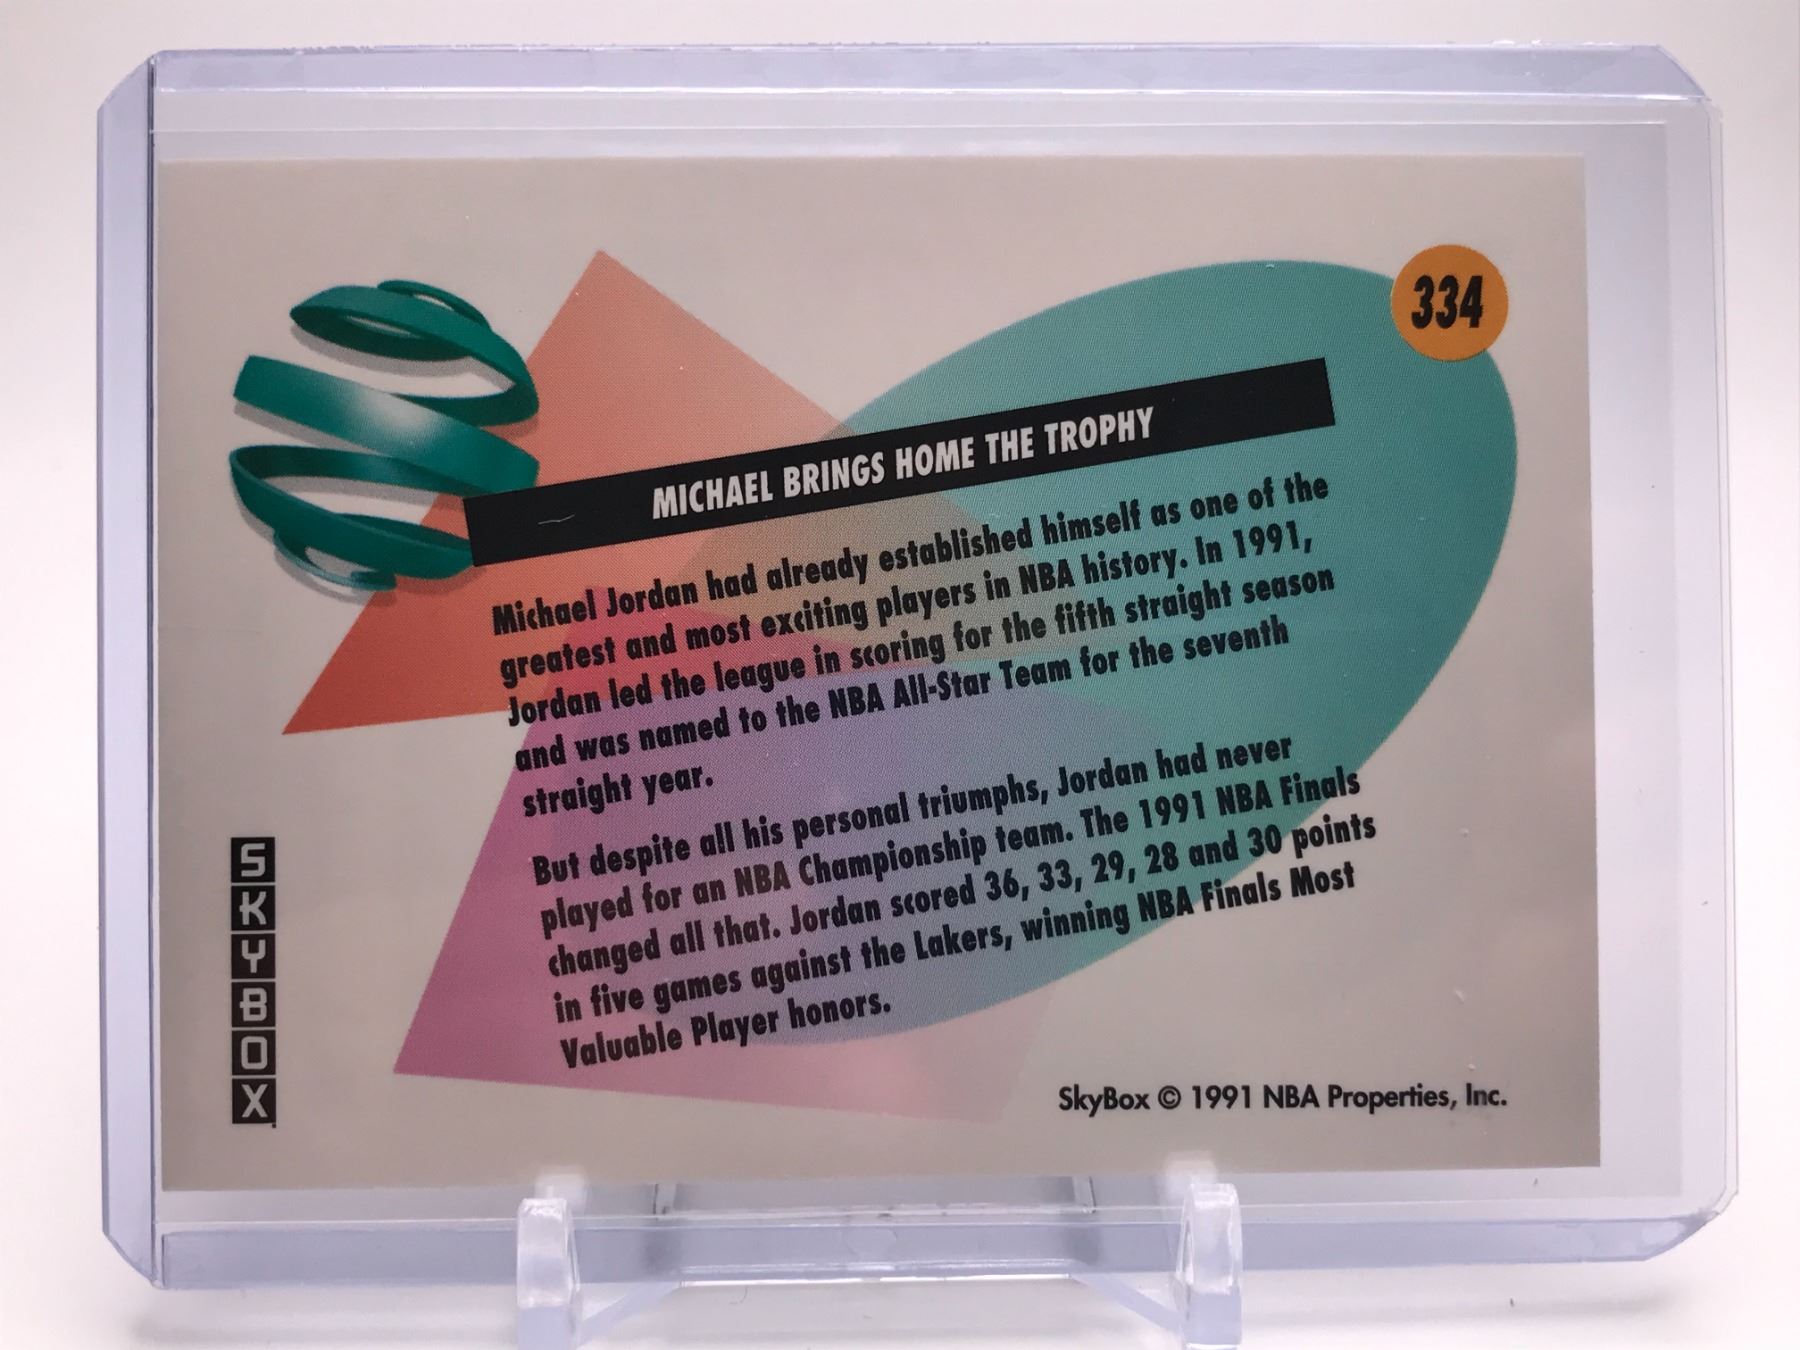 334
MICHAEL BRINGS HOME THE TROPHY
Michael Jordan had already established himself as one of the
greatest and most exciting players in NBA history. In 1991,
Jordan led the league in scoring for the fifth straight season
and was named to the NBA All-Star Team for the seventh
straight year.
But despite all his personal triumphs, Jordan had never
played for an NBA Championship team. The 1991 NBA Finals
changed all that. Jordan scored 36, 33, 29, 28 and 30 points
in five games against the Lakers, winning NBA Finals Most
Valuable Player honors.
SKYBOX
SkyBox © 1991 NBA Properties, Inc.